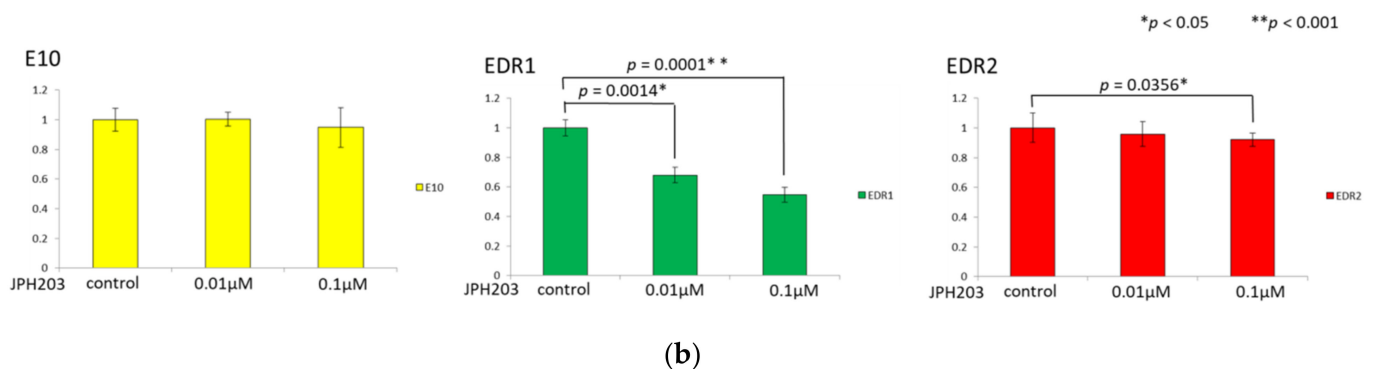 *p < 0.05 **p < 0.001
E10
1.2
1
0.8
0.6
0.4
0.2
0
JPH203 control 0.01μM 0.1μM
E10
EDR1
p = 0.0001* *
p = 0.0014*
1.2
1
0.8
0.6
0.4
0.2
0
JPH203 control 0.01μM 0.1μM
EDR1
EDR2
p = 0.0356*
1.2
1
0.8
0.6
0.4
0.2
0
JPH203 control 0.01μM 0.1μM
EDR2
(b)